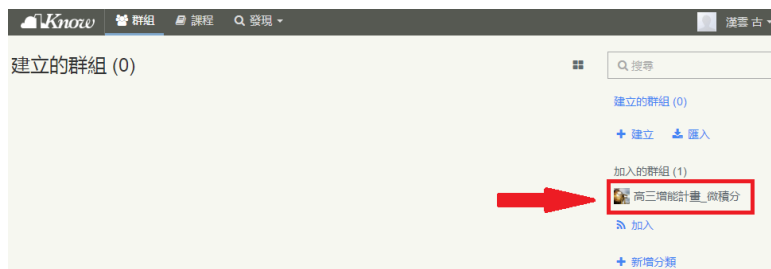 Know 群組 課程 發現 漢雲 古
建立的群組 (0)
搜尋
建立的群組 (0)
+ 建立 匯入
加入的群組 (1)
高三增能計畫_微積分
加入
+ 新增分類